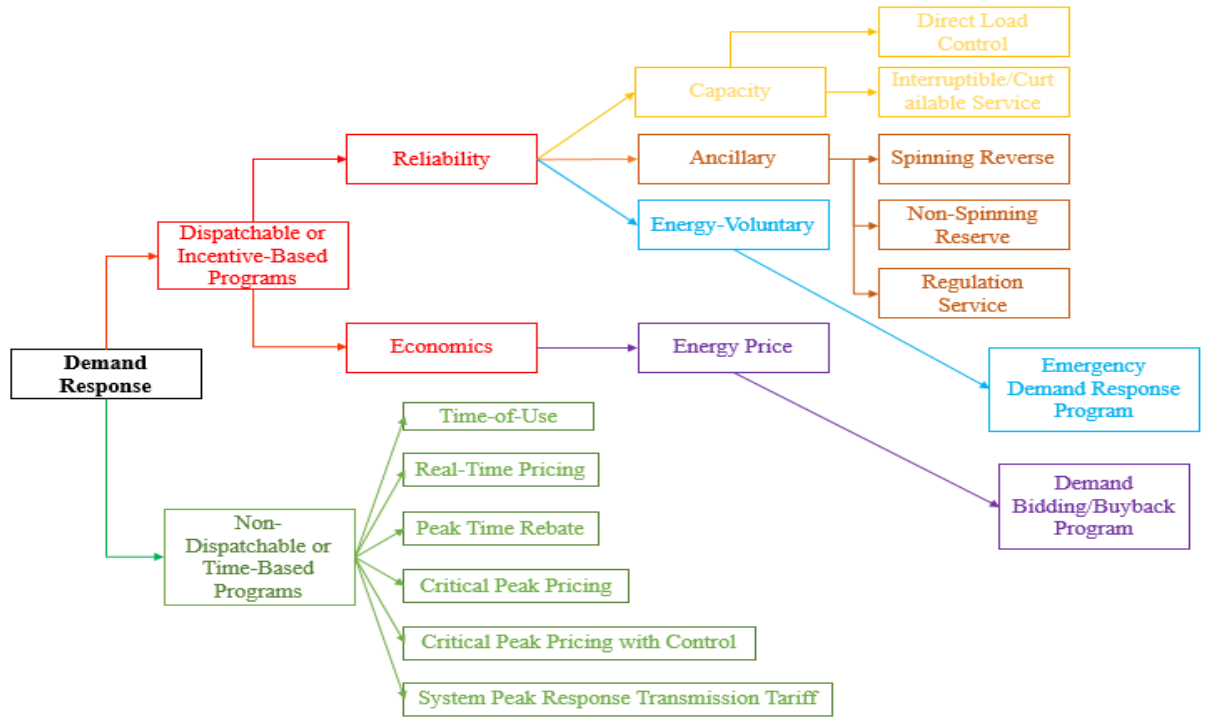 Direct Load
Control
Capacity
Interruptible/Curt
ailable Service
Reliability
Ancillary
Spinning Reverse
Energy-Voluntary
Non-Spinning
Reserve
Dispatchable or
Incentive-Based
Programs
Regulation
Service
Economics
Energy Price
Demand
Response
Emergency
Demand Response
Program
Time-of-Use
Real-Time Pricing
Demand
Bidding/Buyback
Program
Non-
Dispatchable or
Time-Based
Programs
Peak Time Rebate
Critical Peak Pricing
Critical Peak Pricing with Control
System Peak Response Transmission Tariff